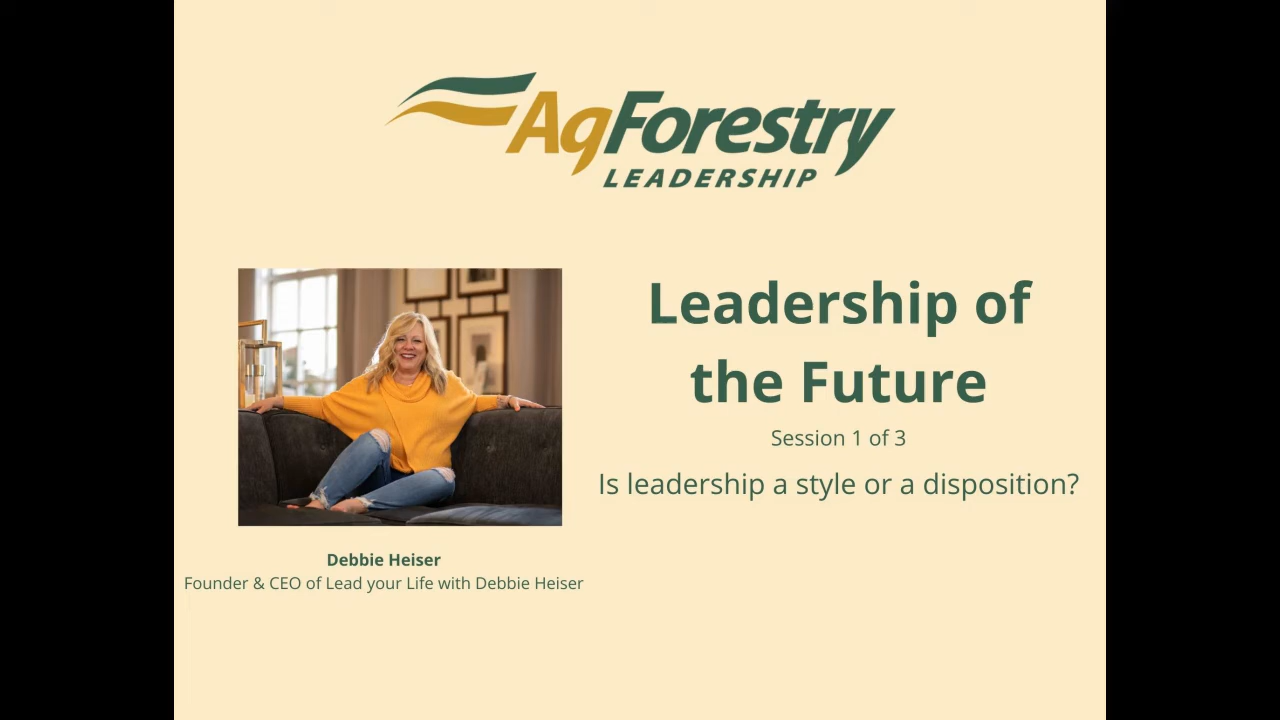 AgForestry
LEADERSHIP
Leadership of
the Future
Session 1 of 3
Is leadership a style or a disposition?
Debbie Heiser
Founder & CEO of Lead your Life with Debbie Heiser